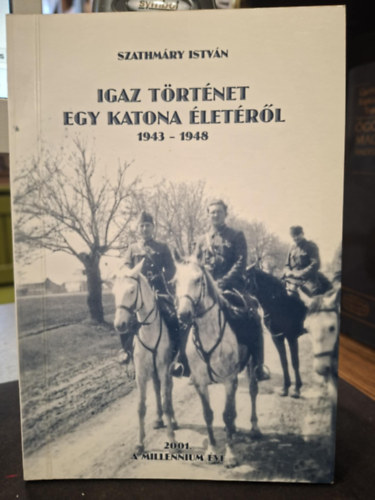 SZATHMÁRY ISTVÁN
IGAZ TÖRTÉNET
EGY KATONA ÉLETÉRŐL
1943 - 1948
2001.
A MILLENNIUM ÉVE